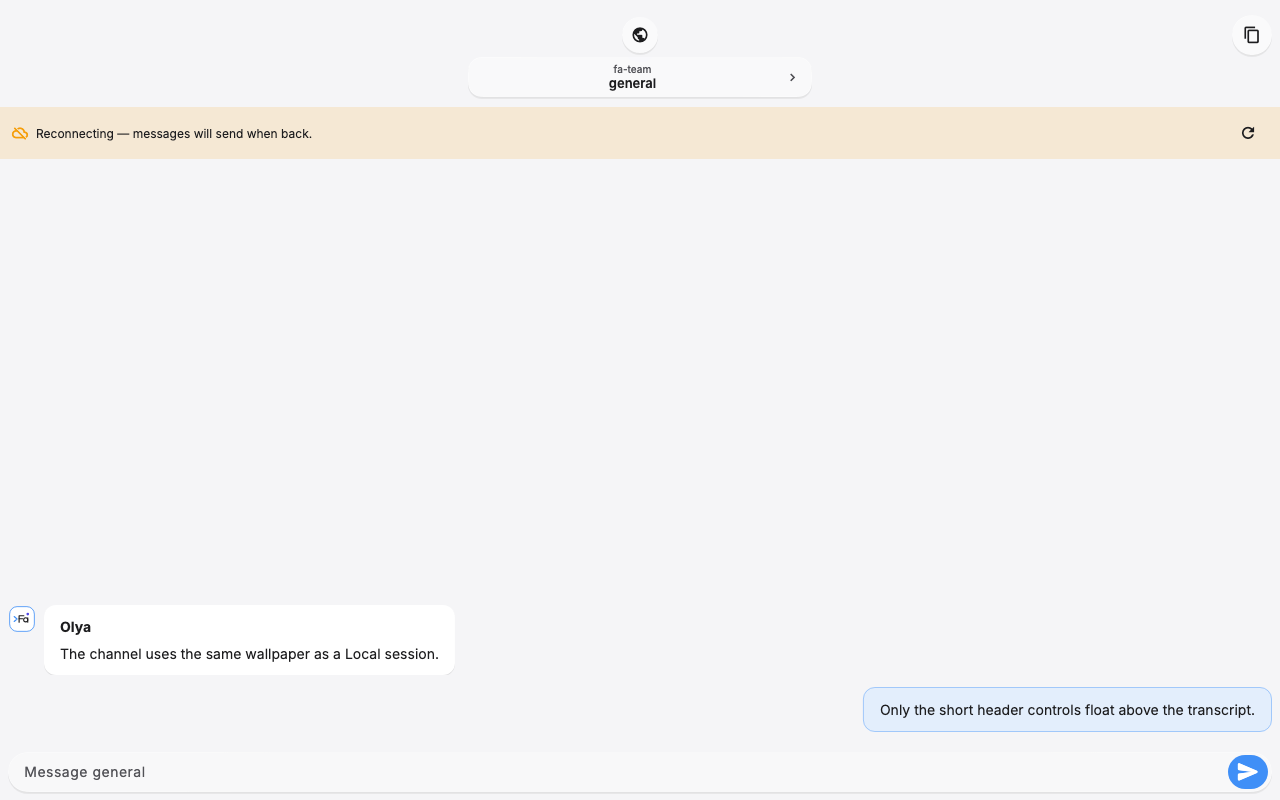 fa-team
general
Reconnecting — messages will send when back.
>Fa
Olya
The channel uses the same wallpaper as a Local session.
Only the short header controls float above the transcript.
Message general